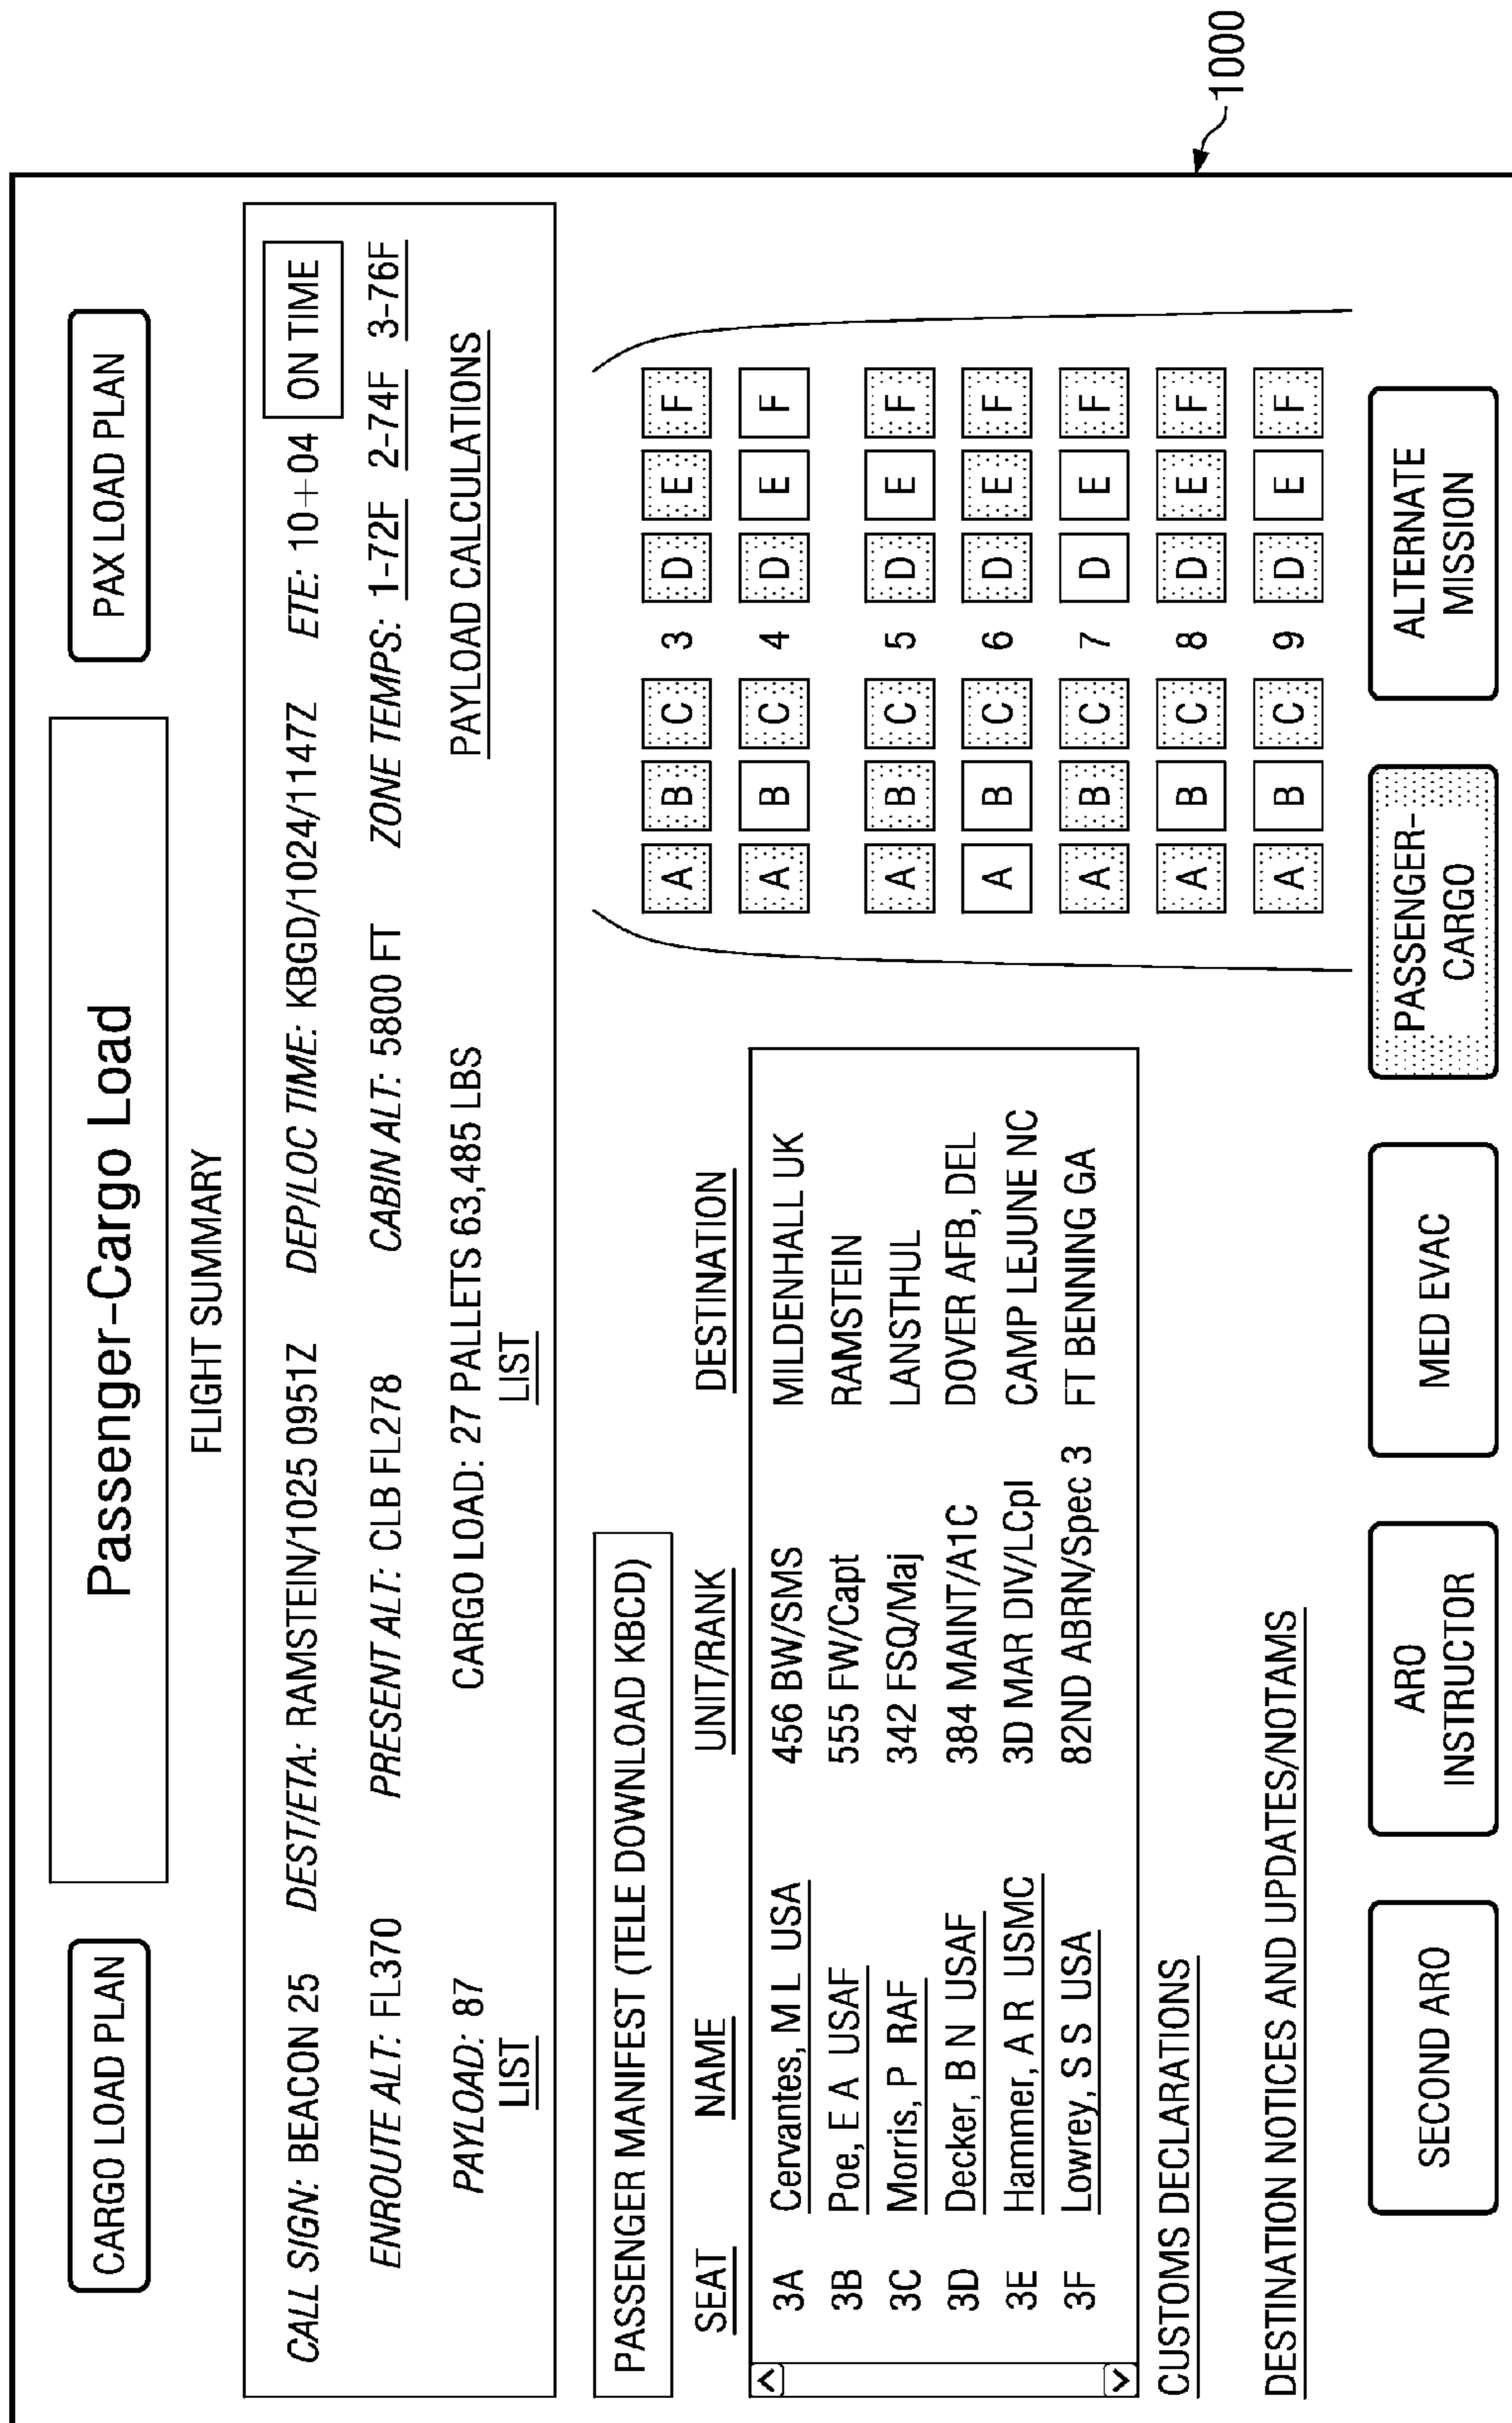 CARGO LOAD PLAN
Passenger-Cargo Load
PAX LOAD PLAN
FLIGHT SUMMARY
CALL SIGN: BEACON 25 DEST/ETA: RAMSTEIN/1025 0951Z DEP/LOC TIME: KBGD/1024/1147Z ETE: 10+04 ON TIME
ENROUTE ALT: FL370 PRESENT ALT: CLB FL278 CABIN ALT: 5800 FT ZONE TEMPS: 1-72F 2-74F 3-76F
PAYLOAD: 87 CARGO LOAD: 27 PALLETS 63,485 LBS PAYLOAD CALCULATIONS
LIST LIST
PASSENGER MANIFEST (TELE DOWNLOAD KBCD)
SEAT NAME UNIT/RANK DESTINATION
3A Cervantes, M L USA 456 BW/SMS MILDENHALL UK
3B Poe, E A USAF 555 FW/Capt RAMSTEIN
3C Morris, P RAF 342 FSQ/Maj LANSTHUL
3D Decker, B N USAF 384 MAINT/A1C DOVER AFB, DEL
3E Hammer, A R USMC 3D MAR DIV/LCpl CAMP LEJUNE NC
3F Lowrey, S S USA 82ND ABRN/Spec 3 FT BENNING GA
A B C 3 D E F
A B C 4 D E F
A B C 5 D E F
A B C 6 D E F
A B C 7 D E F
A B C 8 D E F
A B C 9 D E F
CUSTOMS DECLARATIONS
DESTINATION NOTICES AND UPDATES/NOTAMS
SECOND ARO
ARO
INSTRUCTOR
MED EVAC
PASSENGER-
CARGO
ALTERNATE
MISSION
1000